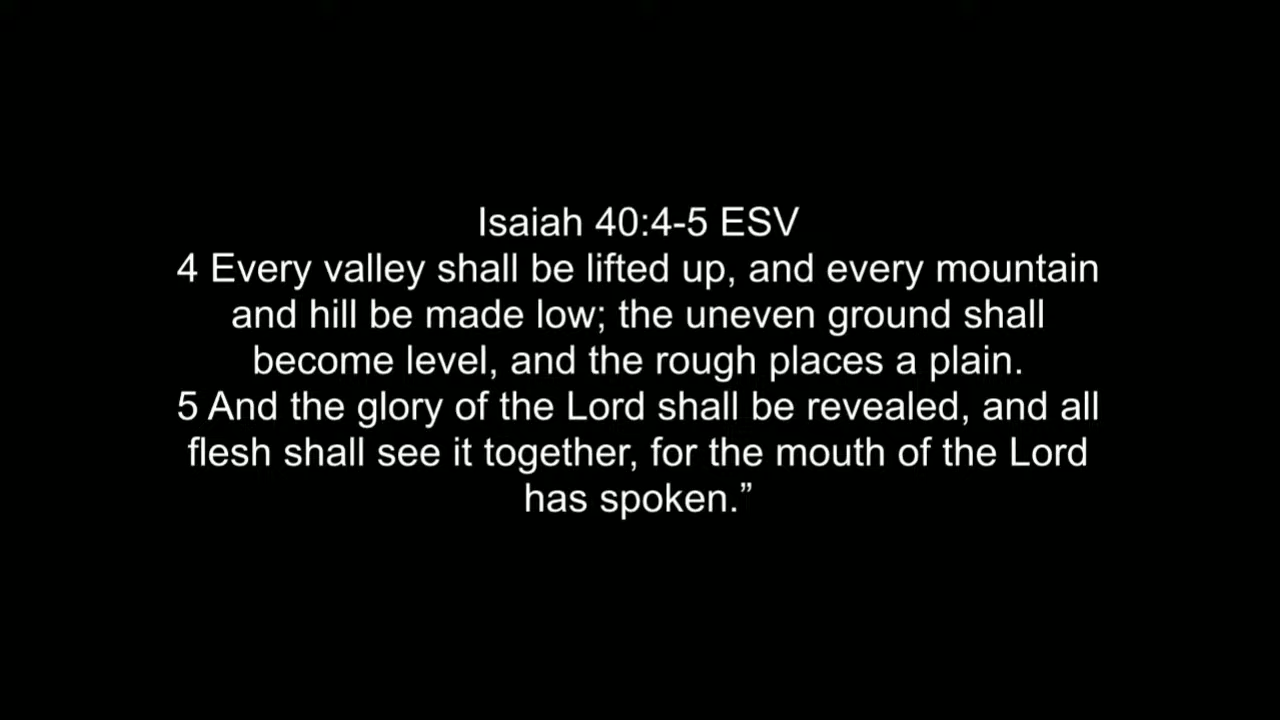 Isaiah 40:4-5 ESV
4 Every valley shall be lifted up, and every mountain
and hill be made low; the uneven ground shall
become level, and the rough places a plain.
5 And the glory of the Lord shall be revealed, and all
flesh shall see it together, for the mouth of the Lord
has spoken.”